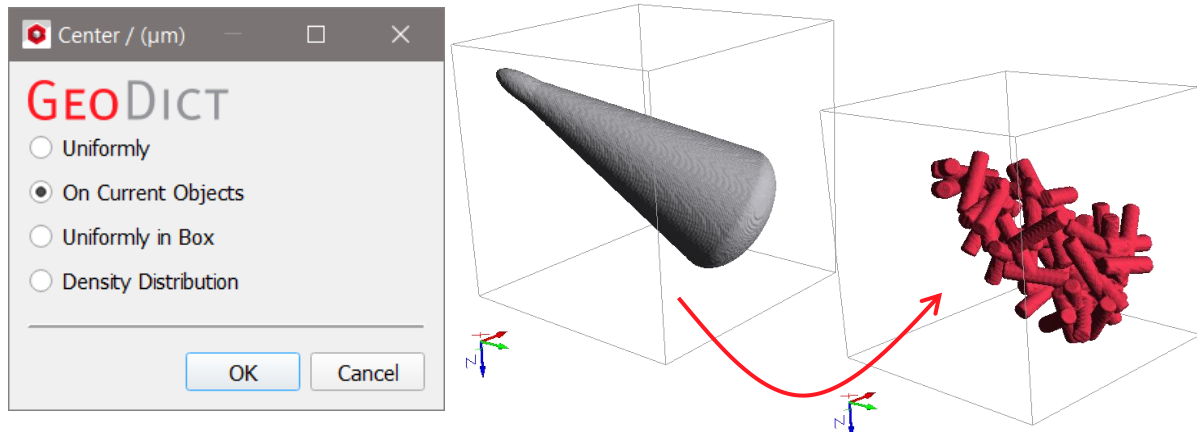 Center / (µm)
GEODICT
Uniformly
On Current Objects
Uniformly in Box
Density Distribution
OK
Cancel
X
Z
X
Z